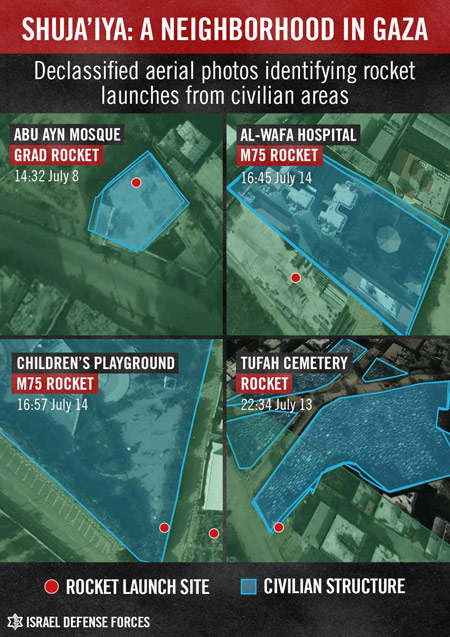 SHUJA'IYA: A NEIGHBORHOOD IN GAZA
Declassified aerial photos identifying rocket
launches from civilian areas
ABU AYN MOSQUE
GRAD ROCKET
14:32 July 8
AL-WAFA HOSPITAL
M75 ROCKET
16:45 July 14
CHILDREN'S PLAYGROUND
M75 ROCKET
16:57 July 14
TUFAH CEMETERY
ROCKET
22:34 July 13
ROCKET LAUNCH SITE
CIVILIAN STRUCTURE
ISRAEL DEFENSE FORCES